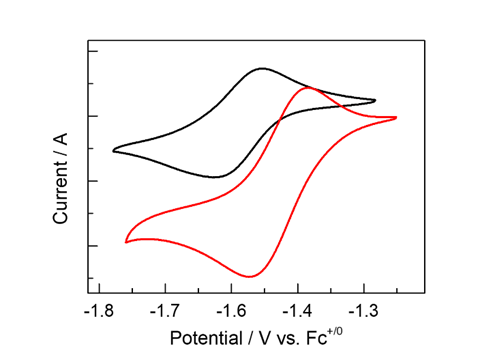 Current / A
-1.8 -1.7 -1.6 -1.5 -1.4 -1.3
Potential / V vs. Fc+/0